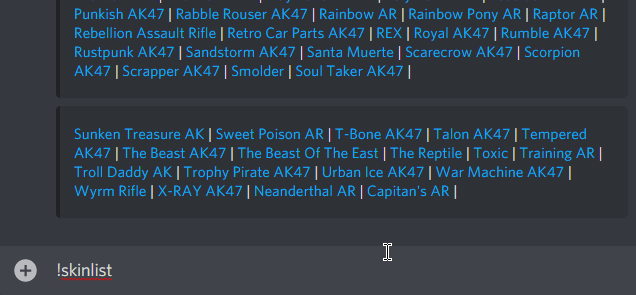 Punkish AK47 | Rabble Rouser AK47 | Rainbow AR | Rainbow Pony AR | Raptor AR |
Rebellion Assault Rifle | Retro Car Parts AK47 | REX | Royal AK47 | Rumble AK47 |
Rustpunk AK47 | Sandstorm AK47 | Santa Muerte | Scarecrow AK47 | Scorpion
AK47 | Scrapper AK47 | Smolder | Soul Taker AK47 |
Sunken Treasure AK | Sweet Poison AR | T-Bone AK47 | Talon AK47 | Tempered
AK47 | The Beast AK47 | The Beast Of The East | The Reptile | Toxic | Training AR |
Troll Daddy AK | Trophy Pirate AK47 | Urban Ice AK47 | War Machine AK47 |
Wyrm Rifle | X-RAY AK47 | Neanderthal AR | Capitan's AR |
!skinlist